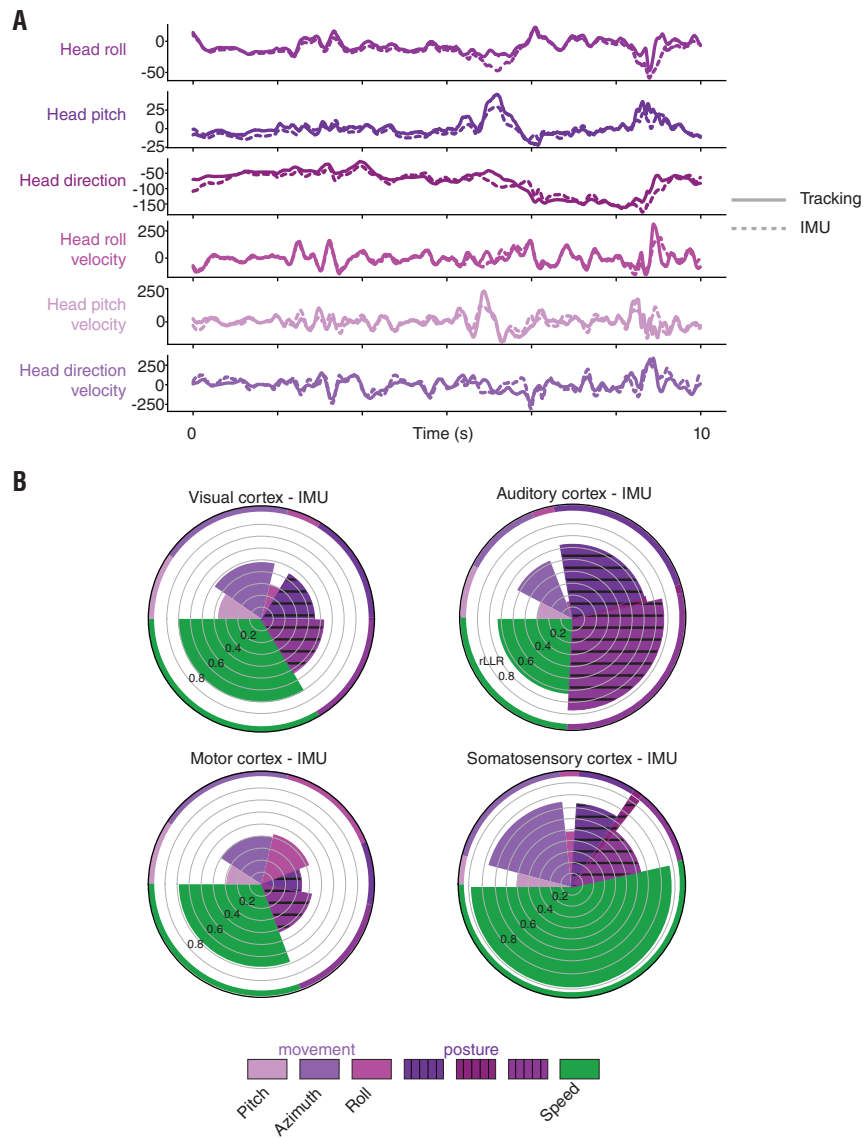 A
Head roll
0
-50
Head pitch
25
0
-25
Head direction
-50
-100
-150
Tracking
IMU
Head roll
velocity
250
0
Head pitch
velocity
250
0
Head direction
velocity
250
0
-250
0
Time (s)
10
B
Visual cortex - IMU
0.2
0.4
0.6
0.8
Auditory cortex - IMU
0.2
0.4
0.6
rLLR
0.8
Motor cortex - IMU
0.2
0.4
0.6
0.8
Somatosensory cortex - IMU
0.2
0.4
0.6
0.8
movement
posture
Pitch
Azimuth
Roll
Speed